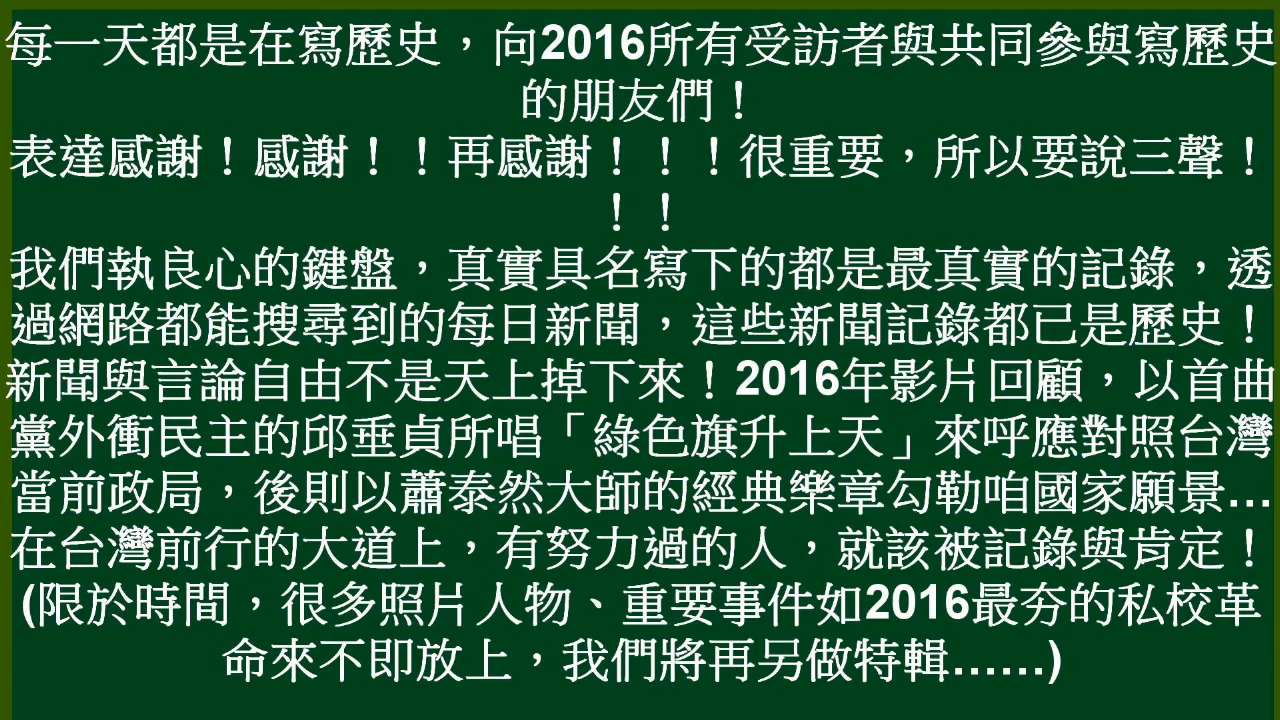 每一天都是在寫歷史，向2016所有受訪者與共同參與寫歷史
的朋友們！
表達感謝！感謝！！再感謝！！！很重要，所以要說三聲！
！！
我們執良心的鍵盤，真實具名寫下的都是最真實的記錄，透
過網路都能搜尋到的每日新聞，這些新聞記錄都已是歷史！
新聞與言論自由不是天上掉下來！2016年影片回顧，以首曲
黨外衝民主的邱垂貞所唱「綠色旗升上天」來呼應對照台灣
當前政局，後則以蕭泰然大師的經典樂章勾勒咱國家願景...
在台灣前行的大道上，有努力過的人，就該被記錄與肯定！
(限於時間，很多照片人物、重要事件如2016最夯的私校革
命來不即放上，我們將再另做特輯......)